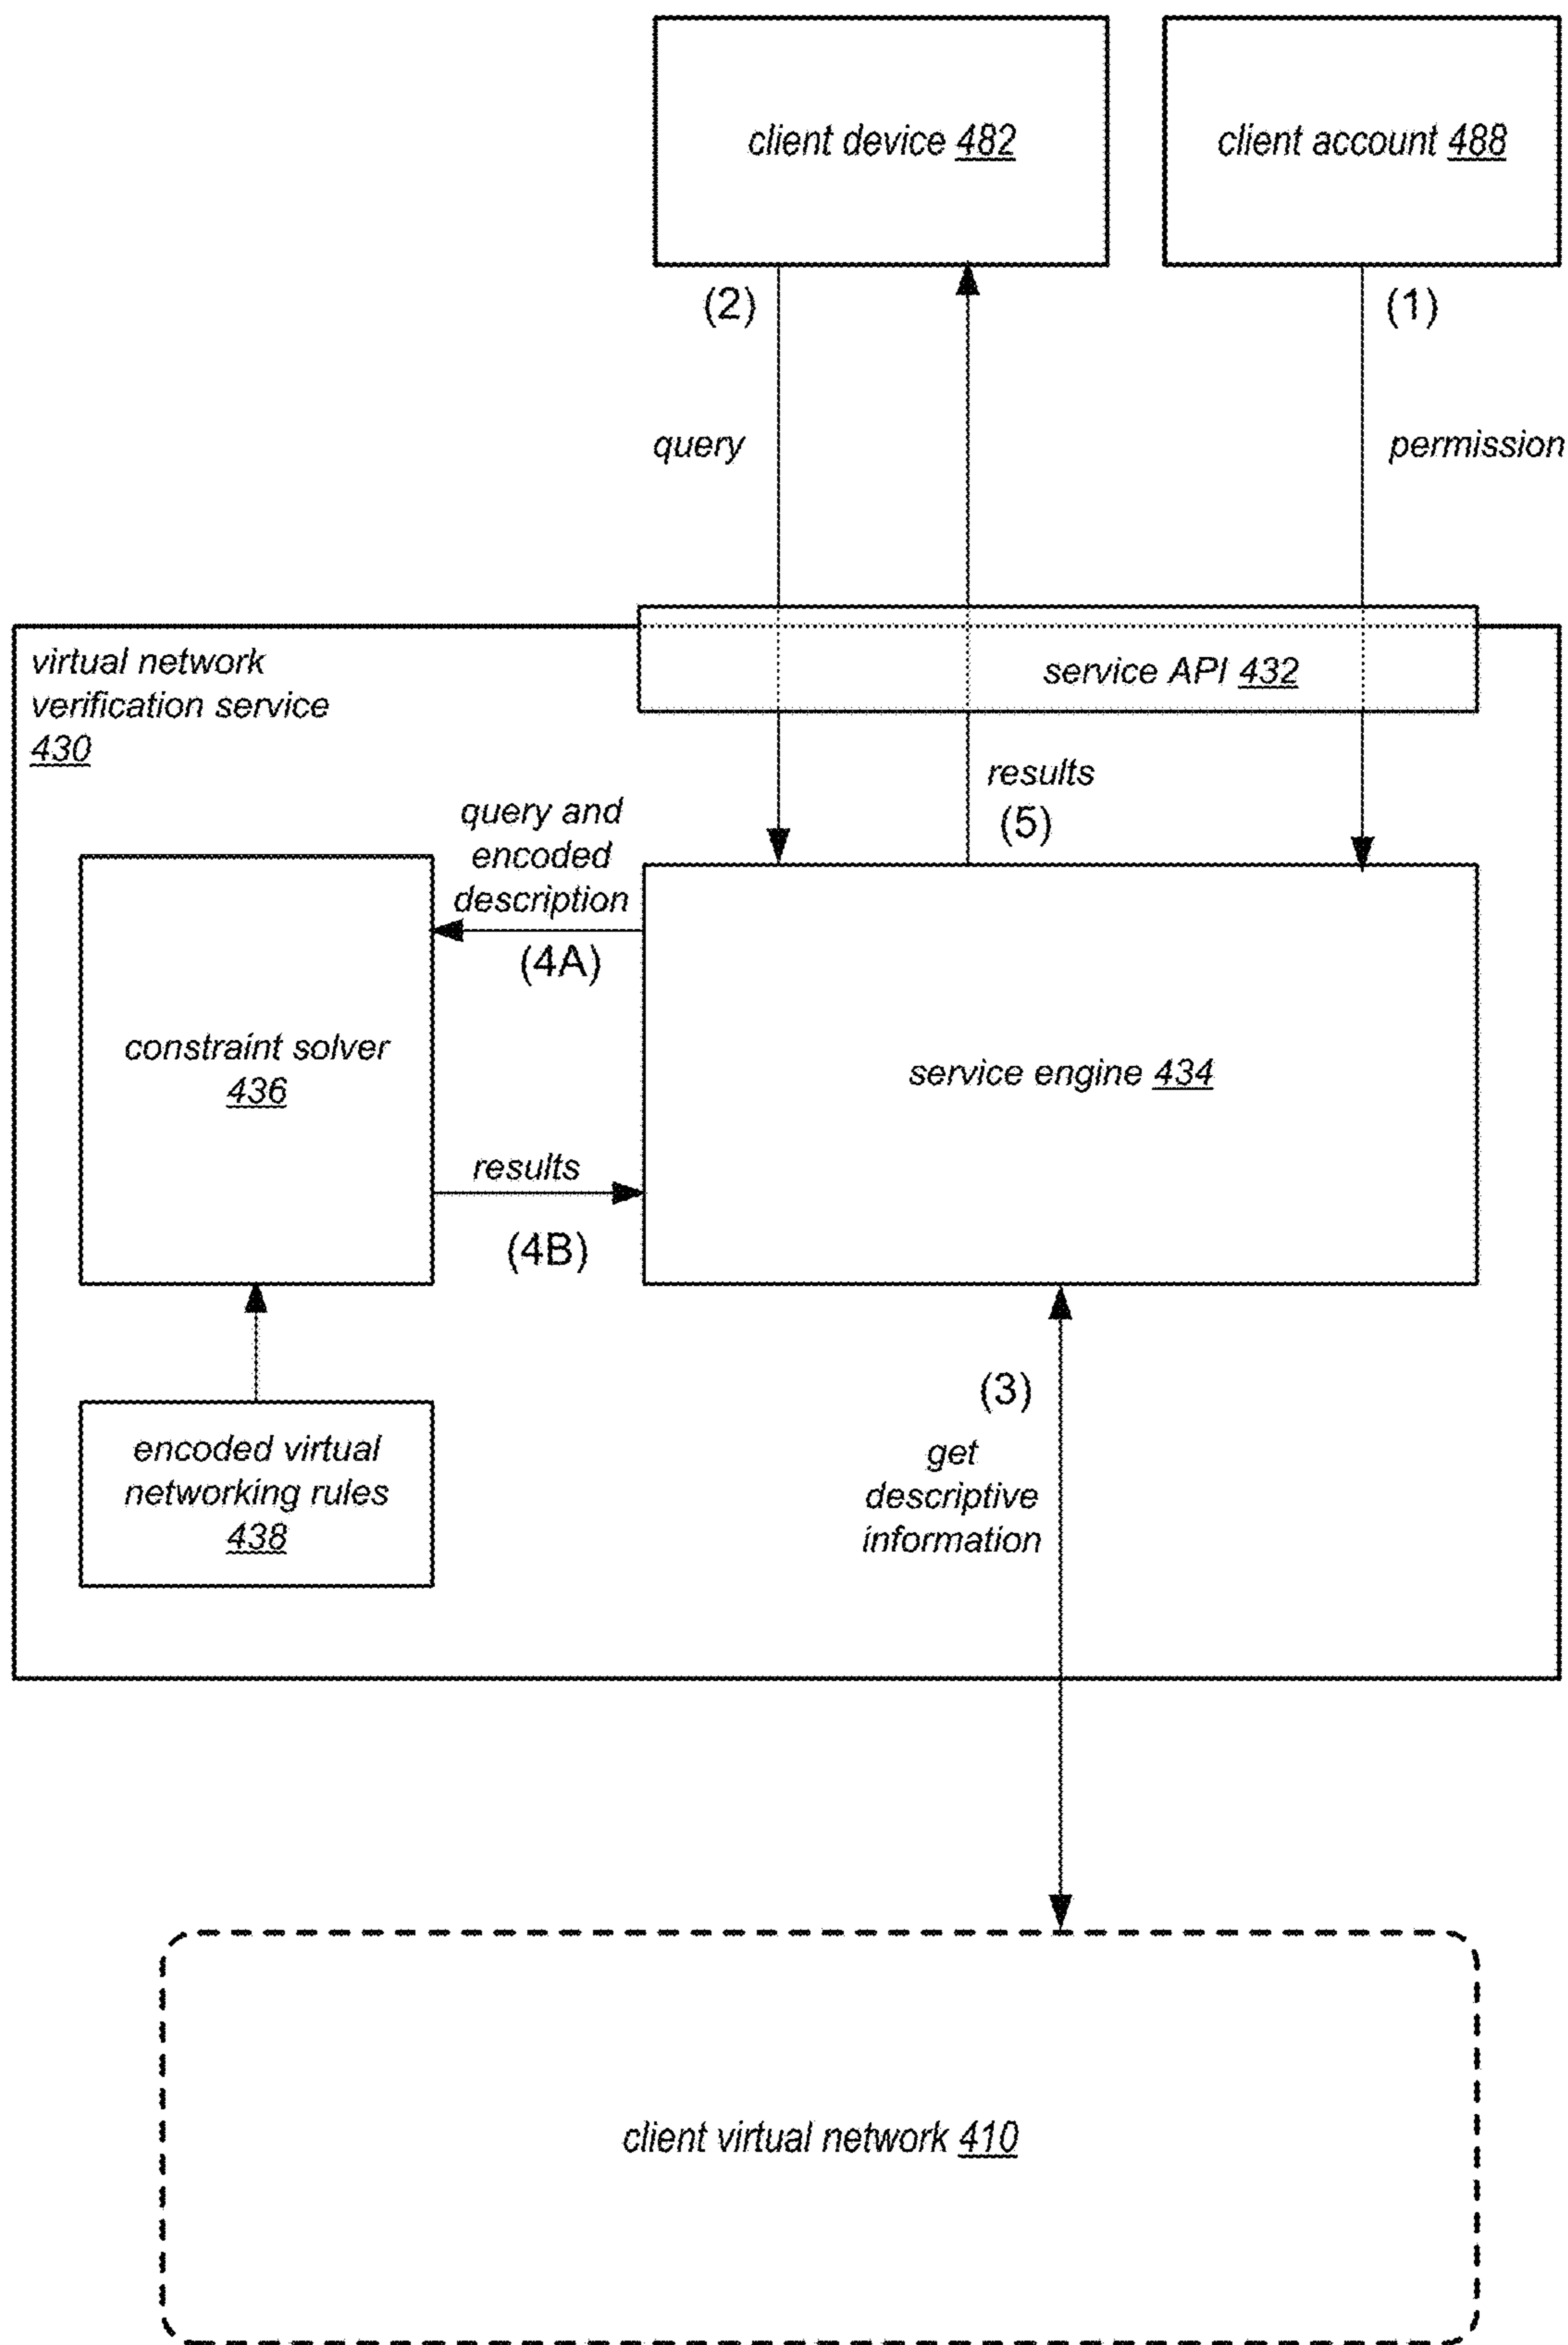 client device 482
client account 488
(2)
(1)
query
permission
service API 432
virtual network
verification service
430
results
(5)
query and
encoded
description
(4A)
constraint solver
436
service engine 434
results
(4B)
(3)
get
descriptive
information
encoded virtual
networking rules
438
client virtual network 410